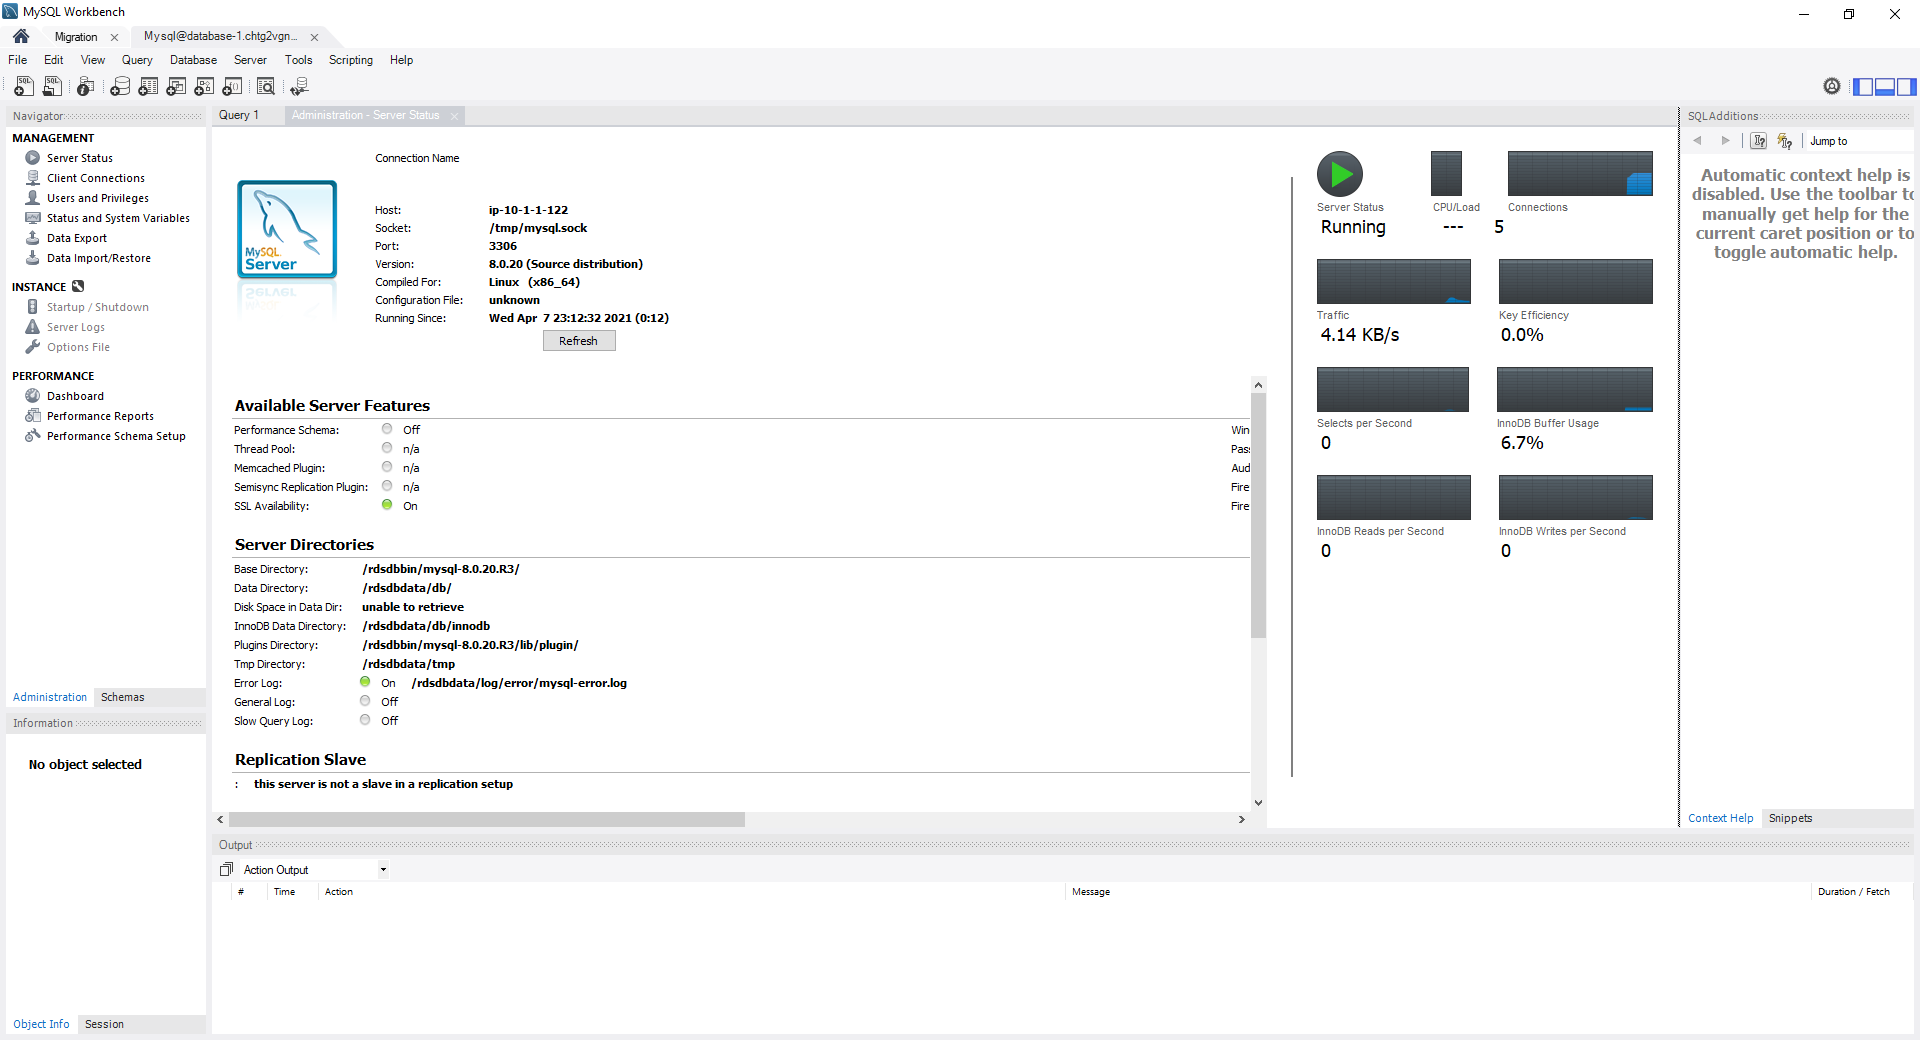 MySQL Workbench
Migration
Mysql@database-1.chtg2vgn...
File Edit View Query Database Server Tools Scripting Help
Navigator
MANAGEMENT
Server Status
Client Connections
Users and Privileges
Status and System Variables
Data Export
Data Import/Restore
INSTANCE
Startup / Shutdown
Server Logs
Options File
PERFORMANCE
Dashboard
Performance Reports
Performance Schema Setup
Administration Schemas
Information
No object selected
Object Info Session
Query 1
Administration - Server Status
Connection Name
MySQL
Server
Host: ip-10-1-1-122
Socket: /tmp/mysql.sock
Port: 3306
Version: 8.0.20 (Source distribution)
Compiled For: Linux (x86_64)
Configuration File: unknown
Running Since: Wed Apr 7 23:12:32 2021 (0:12)
Refresh
Available Server Features
Performance Schema: Off Win
Thread Pool: n/a Pass
Memcached Plugin: n/a Aud
Semisync Replication Plugin: n/a Fire
SSL Availability: On Fire
Server Directories
Base Directory: /rdsdbbin/mysql-8.0.20.R3/
Data Directory: /rdsdbdata/db/
Disk Space in Data Dir: unable to retrieve
InnoDB Data Directory: /rdsdbdata/db/innodb
Plugins Directory: /rdsdbbin/mysql-8.0.20.R3/lib/plugin/
Tmp Directory: /rdsdbdata/tmp
Error Log: On /rdsdbdata/log/error/mysql-error.log
General Log: Off
Slow Query Log: Off
Replication Slave
: this server is not a slave in a replication setup
Server Status CPU/Load Connections
Running --- 5
Traffic Key Efficiency
4.14 KB/s 0.0%
Selects per Second InnoDB Buffer Usage
0 6.7%
InnoDB Reads per Second InnoDB Writes per Second
0 0
SQLAdditions
Jump to
Automatic context help is
disabled. Use the toolbar to
manually get help for the
current caret position or to
toggle automatic help.
Context Help Snippets
Output
Action Output
# Time Action Message Duration / Fetch